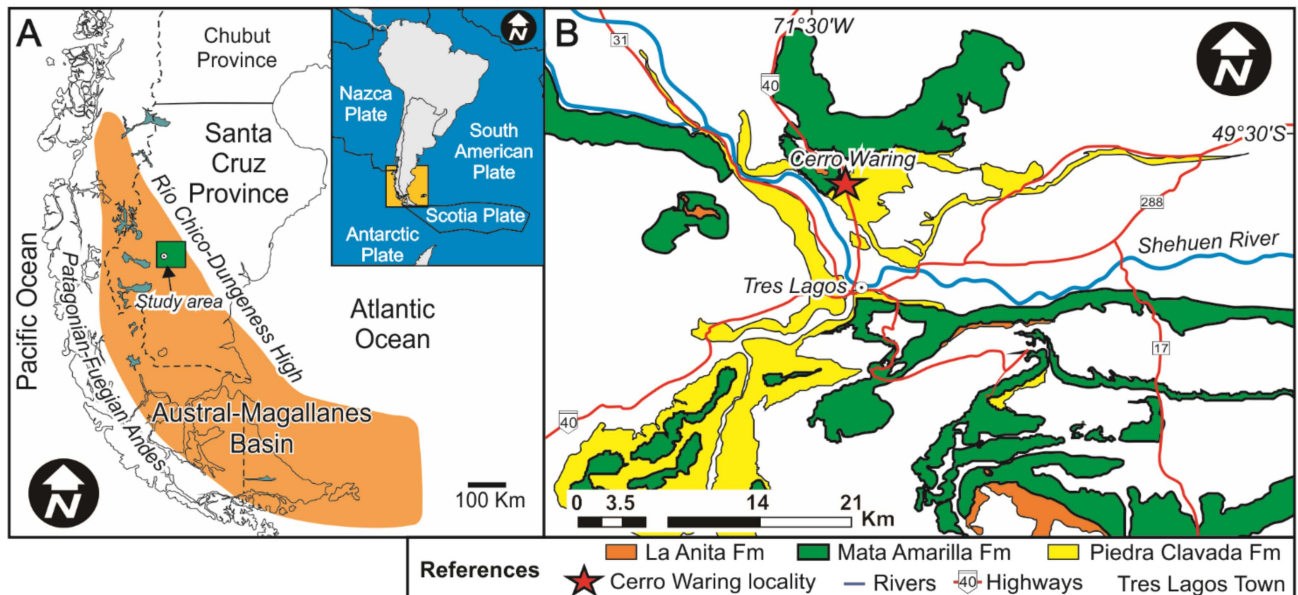 A
Chubut
Province
Nazca
Plate
South
American
Plate
Scotia Plate
Antarctic
Plate
N
Santa
Cruz
Province
Rio Chico-Dungeness High
Study area
Pacific Ocean
Patagonian-Fuegian Andes
Atlantic
Ocean
Austral-Magallanes
Basin
N
100 Km
B
71°30'W
31
40
N
49°30'S
Cerro Waring
288
Shehuen River
Tres Lagos
17
40
0 3.5 7 14 21
Km
References
La Anita Fm
Mata Amarilla Fm
Piedra Clavada Fm
Cerro Waring locality
Rivers
40 Highways
Tres Lagos Town